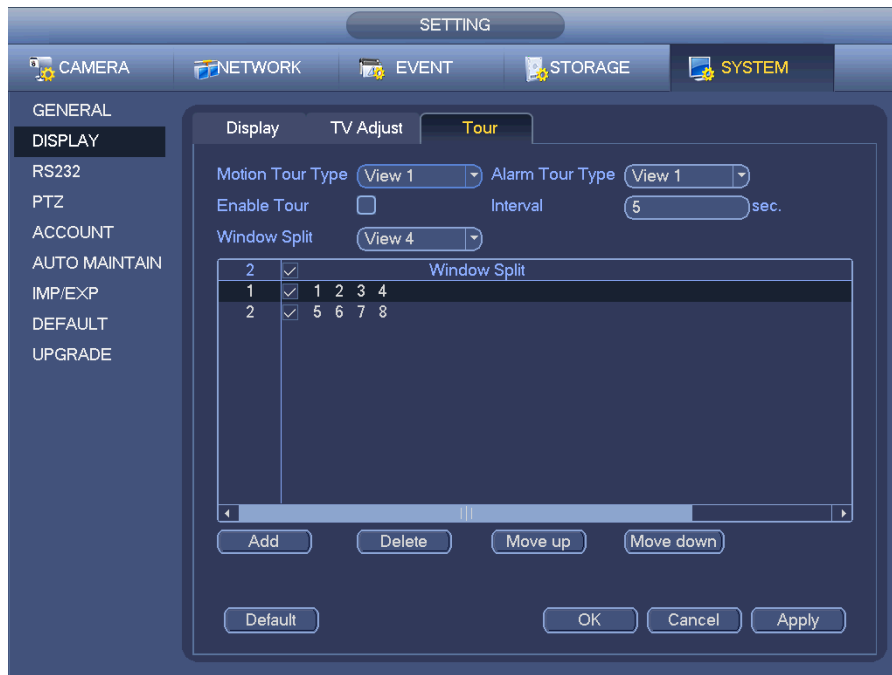 SETTING
CAMERA NETWORK EVENT STORAGE SYSTEM
GENERAL
DISPLAY
RS232
PTZ
ACCOUNT
AUTO MAINTAIN
IMP/EXP
DEFAULT
UPGRADE
Display TV Adjust Tour
Motion Tour Type View 1 Alarm Tour Type View 1
Enable Tour Interval 5 sec.
Window Split View 4
2 Window Split
1 1 2 3 4
2 5 6 7 8
Add Delete Move up Move down
Default OK Cancel Apply